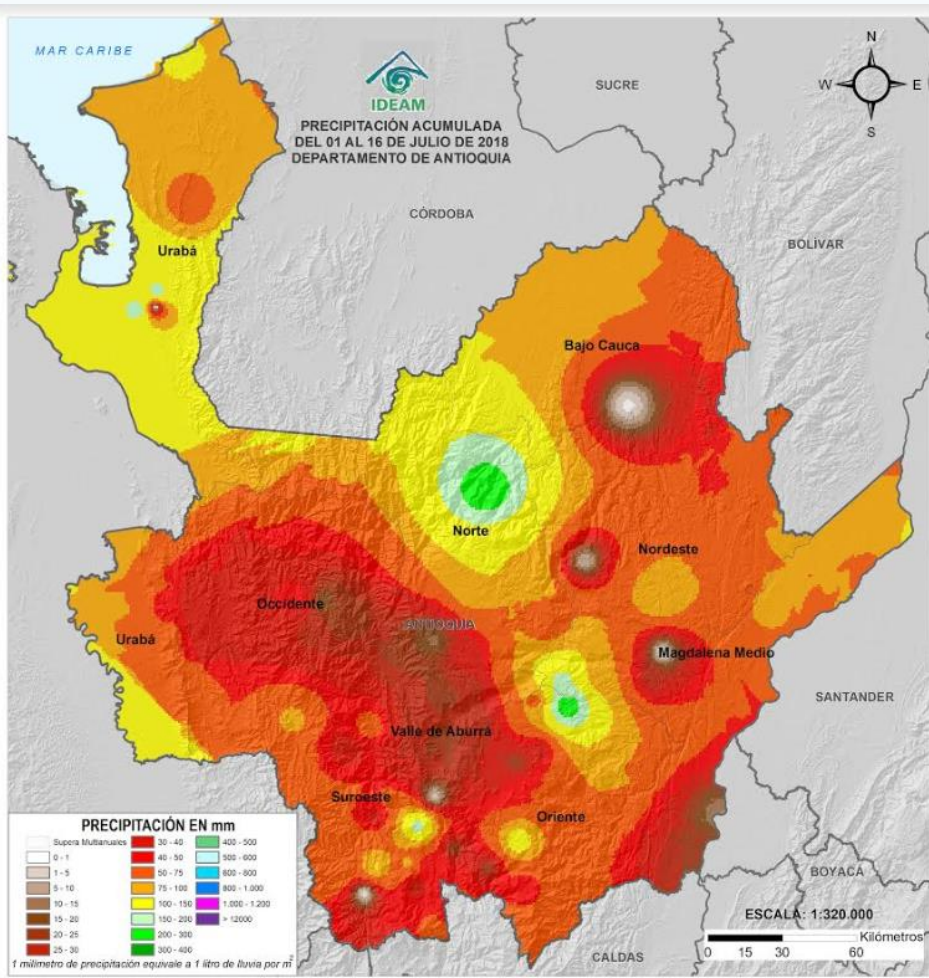 MAR CARIBE
IDEAM
PRECIPITACIÓN ACUMULADA
DEL 01 AL 16 DE JULIO DE 2018
DEPARTAMENTO DE ANTIOQUIA
N
W
E
S
SUCRE
CÓRDOBA
BOLÍVAR
Urabá
Bajo Cauca
Norte
Nordeste
Occidente
ANTIOQUIA
Urabá
Magdalena Medio
SANTANDER
Valle de Aburrá
Suroeste
Oriente
BOYACÁ
CALDAS
PRECIPITACIÓN EN mm
Supera Multianuales
0 - 1
1 - 5
5 - 10
10 - 15
15 - 20
20 - 25
25 - 30
30 - 40
40 - 50
50 - 75
75 - 100
100 - 150
150 - 200
200 - 300
300 - 400
400 - 500
500 - 600
600 - 800
800 - 1.000
1.000 - 1.200
> 12000
1 milimetro de precipitación equivale a 1 litro de lluvia por m²
ESCALA: 1:320.000
Kilómetros
0 15 30 60